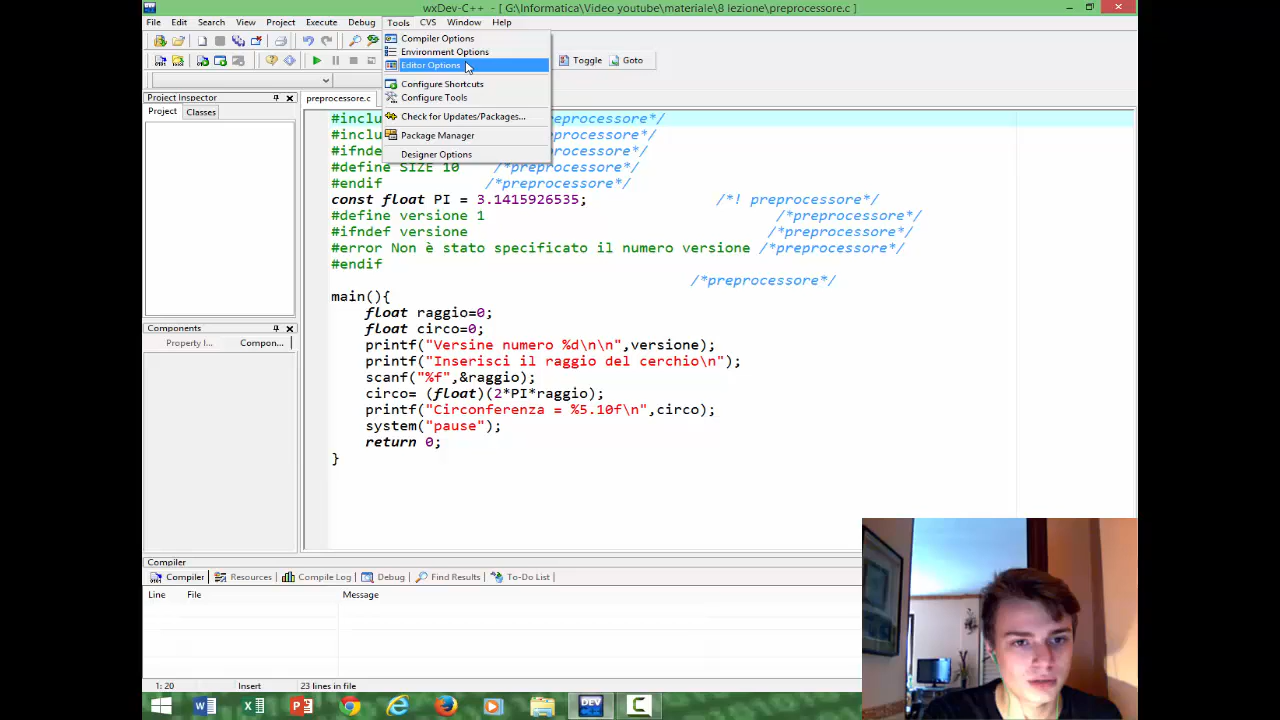 wxDev-C++ - [ G:\Informatica\Video youtube\materiale\8 lezione\preprocessore.c ]
File Edit Search View Project Execute Debug Tools CVS Window Help
Compiler Options
Environment Options
Editor Options
Configure Shortcuts
Configure Tools
Check for Updates/Packages...
Package Manager
Designer Options
Toggle Goto
Project Inspector
Project Classes
preprocessore.c
#inclu epreprocessore*/
#inclu preprocessore*/
#ifnde preprocessore*/
#define SIZE 10 /*preprocessore*/
#endif /*preprocessore*/
const float PI = 3.1415926535; /*! preprocessore*/
#define versione 1 /*preprocessore*/
#ifndef versione /*preprocessore*/
#error Non è stato specificato il numero versione /*preprocessore*/
#endif
/*preprocessore*/
main(){
float raggio=0;
float circo=0;
printf("Versine numero %d\n\n",versione);
printf("Inserisci il raggio del cerchio\n");
scanf("%f",&raggio);
circo= (float)(2*PI*raggio);
printf("Circonferenza = %5.10f\n",circo);
system("pause");
return 0;
}
Components
Property I... Compon...
Compiler
Compiler Resources Compile Log Debug Find Results To-Do List
Line File Message
1: 20 Insert 23 lines in file
DEV